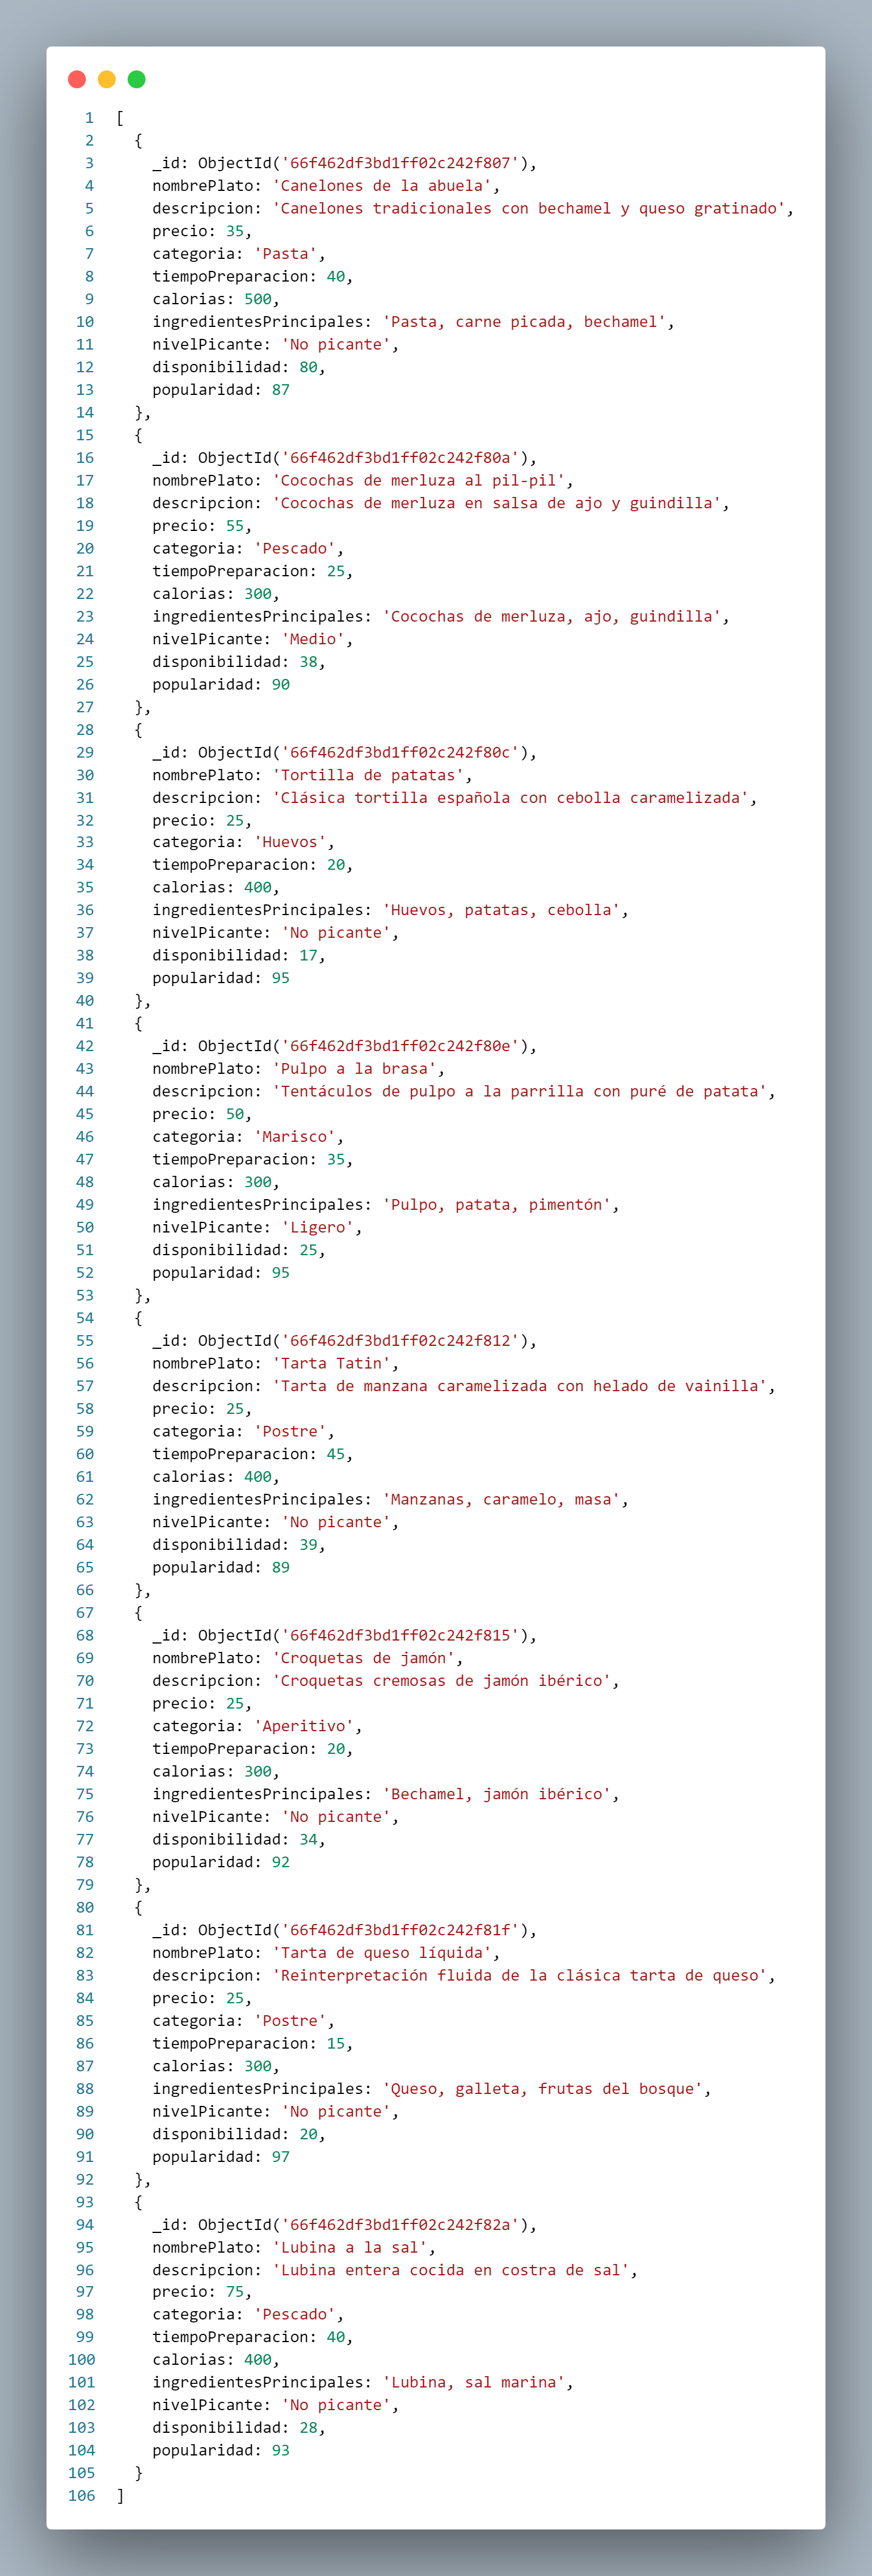 1 [
2 {
3 _id: ObjectId('66f462df3bd1ff02c242f807'),
4 nombrePlato: 'Canelones de la abuela',
5 descripcion: 'Canelones tradicionales con bechamel y queso gratinado',
6 precio: 35,
7 categoria: 'Pasta',
8 tiempoPreparacion: 40,
9 calorias: 500,
10 ingredientesPrincipales: 'Pasta, carne picada, bechamel',
11 nivelPicante: 'No picante',
12 disponibilidad: 80,
13 popularidad: 87
14 },
15 {
16 _id: ObjectId('66f462df3bd1ff02c242f80a'),
17 nombrePlato: 'Cocochas de merluza al pil-pil',
18 descripcion: 'Cocochas de merluza en salsa de ajo y guindilla',
19 precio: 55,
20 categoria: 'Pescado',
21 tiempoPreparacion: 25,
22 calorias: 300,
23 ingredientesPrincipales: 'Cocochas de merluza, ajo, guindilla',
24 nivelPicante: 'Medio',
25 disponibilidad: 38,
26 popularidad: 90
27 },
28 {
29 _id: ObjectId('66f462df3bd1ff02c242f80c'),
30 nombrePlato: 'Tortilla de patatas',
31 descripcion: 'Clásica tortilla española con cebolla caramelizada',
32 precio: 25,
33 categoria: 'Huevos',
34 tiempoPreparacion: 20,
35 calorias: 400,
36 ingredientesPrincipales: 'Huevos, patatas, cebolla',
37 nivelPicante: 'No picante',
38 disponibilidad: 17,
39 popularidad: 95
40 },
41 {
42 _id: ObjectId('66f462df3bd1ff02c242f80e'),
43 nombrePlato: 'Pulpo a la brasa',
44 descripcion: 'Tentáculos de pulpo a la parrilla con puré de patata',
45 precio: 50,
46 categoria: 'Marisco',
47 tiempoPreparacion: 35,
48 calorias: 300,
49 ingredientesPrincipales: 'Pulpo, patata, pimentón',
50 nivelPicante: 'Ligero',
51 disponibilidad: 25,
52 popularidad: 95
53 },
54 {
55 _id: ObjectId('66f462df3bd1ff02c242f812'),
56 nombrePlato: 'Tarta Tatin',
57 descripcion: 'Tarta de manzana caramelizada con helado de vainilla',
58 precio: 25,
59 categoria: 'Postre',
60 tiempoPreparacion: 45,
61 calorias: 400,
62 ingredientesPrincipales: 'Manzanas, caramelo, masa',
63 nivelPicante: 'No picante',
64 disponibilidad: 39,
65 popularidad: 89
66 },
67 {
68 _id: ObjectId('66f462df3bd1ff02c242f815'),
69 nombrePlato: 'Croquetas de jamón',
70 descripcion: 'Croquetas cremosas de jamón ibérico',
71 precio: 25,
72 categoria: 'Aperitivo',
73 tiempoPreparacion: 20,
74 calorias: 300,
75 ingredientesPrincipales: 'Bechamel, jamón ibérico',
76 nivelPicante: 'No picante',
77 disponibilidad: 34,
78 popularidad: 92
79 },
80 {
81 _id: ObjectId('66f462df3bd1ff02c242f81f'),
82 nombrePlato: 'Tarta de queso líquida',
83 descripcion: 'Reinterpretación fluida de la clásica tarta de queso',
84 precio: 25,
85 categoria: 'Postre',
86 tiempoPreparacion: 15,
87 calorias: 300,
88 ingredientesPrincipales: 'Queso, galleta, frutas del bosque',
89 nivelPicante: 'No picante',
90 disponibilidad: 20,
91 popularidad: 97
92 },
93 {
94 _id: ObjectId('66f462df3bd1ff02c242f82a'),
95 nombrePlato: 'Lubina a la sal',
96 descripcion: 'Lubina entera cocida en costra de sal',
97 precio: 75,
98 categoria: 'Pescado',
99 tiempoPreparacion: 40,
100 calorias: 400,
101 ingredientesPrincipales: 'Lubina, sal marina',
102 nivelPicante: 'No picante',
103 disponibilidad: 28,
104 popularidad: 93
105 }
106 ]